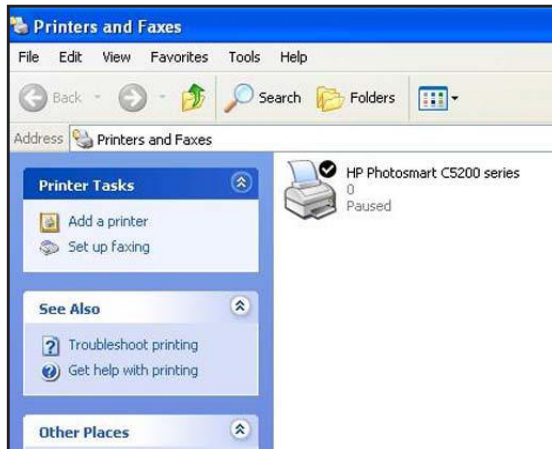 Printers and Faxes
File Edit View Favorites Tools Help
Back Search Folders
Address Printers and Faxes
Printer Tasks
Add a printer
Set up faxing
See Also
Troubleshoot printing
Get help with printing
Other Places
HP Photosmart C5200 series
0
Paused